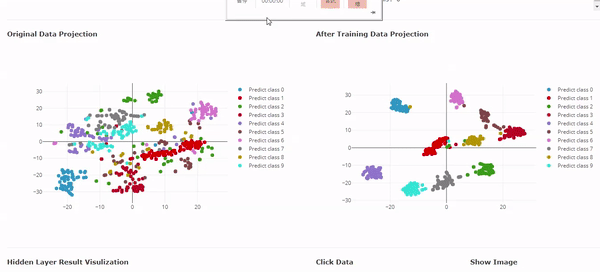 00:00:00
Original Data Projection
After Training Data Projection
30
20
10
0
−10
−20
−30
−20
0
20
Predict class 0
Predict class 1
Predict class 2
Predict class 3
Predict class 4
Predict class 5
Predict class 6
Predict class 7
Predict class 8
Predict class 9
30
20
10
0
−10
−20
−30
−20
0
20
Predict class 0
Predict class 1
Predict class 2
Predict class 3
Predict class 4
Predict class 5
Predict class 6
Predict class 7
Predict class 8
Predict class 9
Hidden Layer Result Visulization
Click Data
Show Image